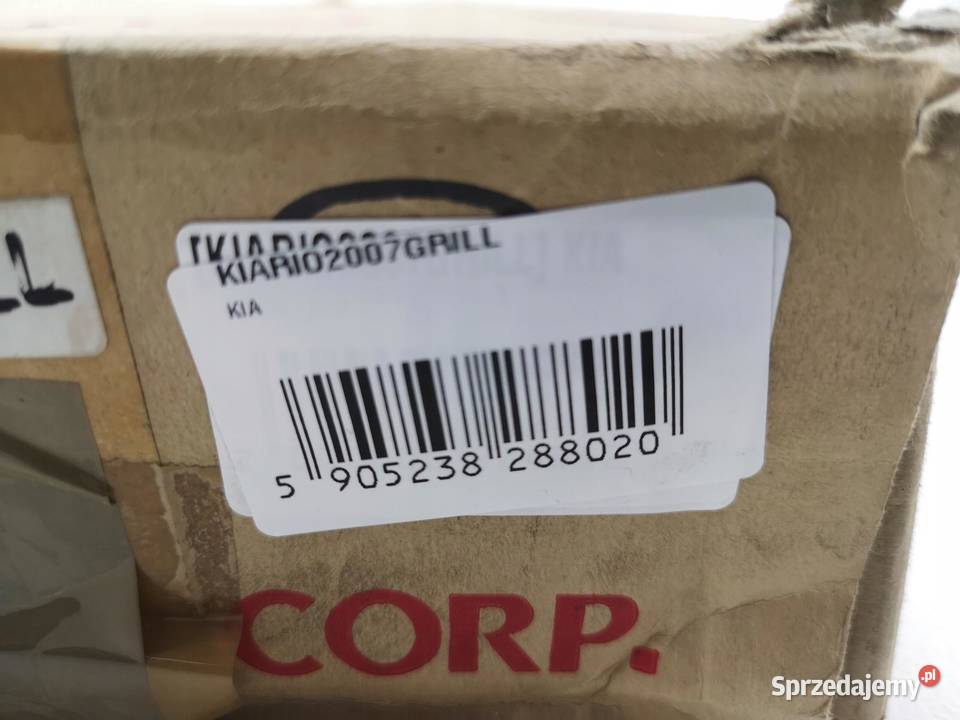 KIARIO2007GRILL
KIA
5 905238 288020
CORP.
Sprzedajemy.pl